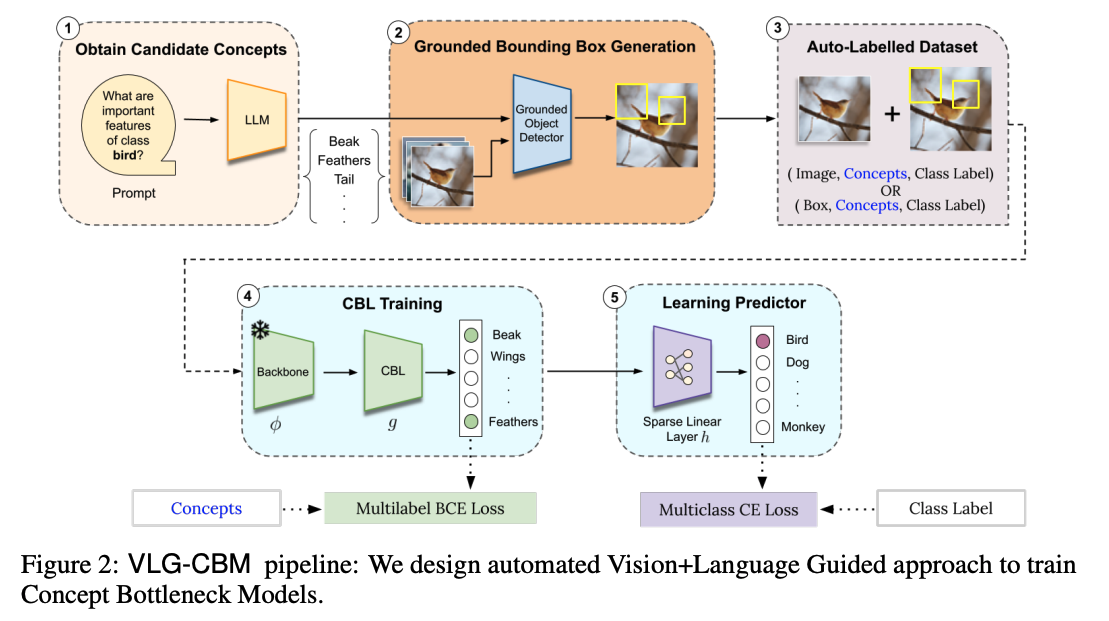 1
Obtain Candidate Concepts
What are
important
features
of class
bird?
Prompt
LLM
Beak
Feathers
Tail
.
.
.
2
Grounded Bounding Box Generation
Grounded
Object
Detector
3
Auto-Labelled Dataset
+
( Image, Concepts, Class Label)
OR
( Box, Concepts, Class Label)
4
CBL Training
Backbone
ϕ
CBL
g
Beak
Wings
.
.
.
Feathers
5
Learning Predictor
Sparse Linear
Layer h
Bird
Dog
.
.
.
Monkey
Concepts
Multilabel BCE Loss
Multiclass CE Loss
Class Label
Figure 2: VLG-CBM pipeline: We design automated Vision+Language Guided approach to train
Concept Bottleneck Models.